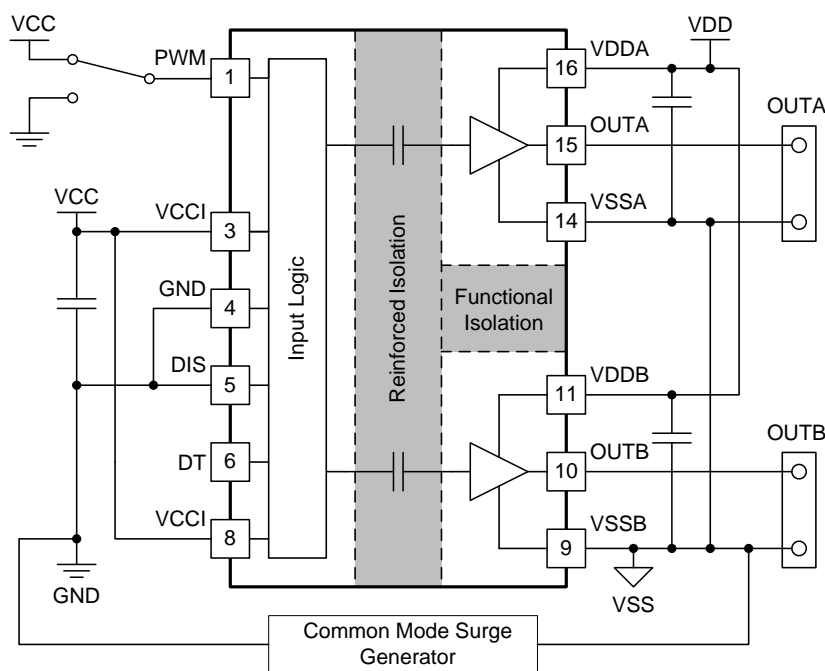 VCC
PWM
1
VCC
VCCI
3
GND
4
DIS
5
DT
6
VCCI
8
GND
Input Logic
Reinforced Isolation
Functional
Isolation
VDD
VDDA
16
OUTA
15
VSSA
14
OUTA
VDDB
11
OUTB
10
VSSB
9
OUTB
VSS
Common Mode Surge
Generator